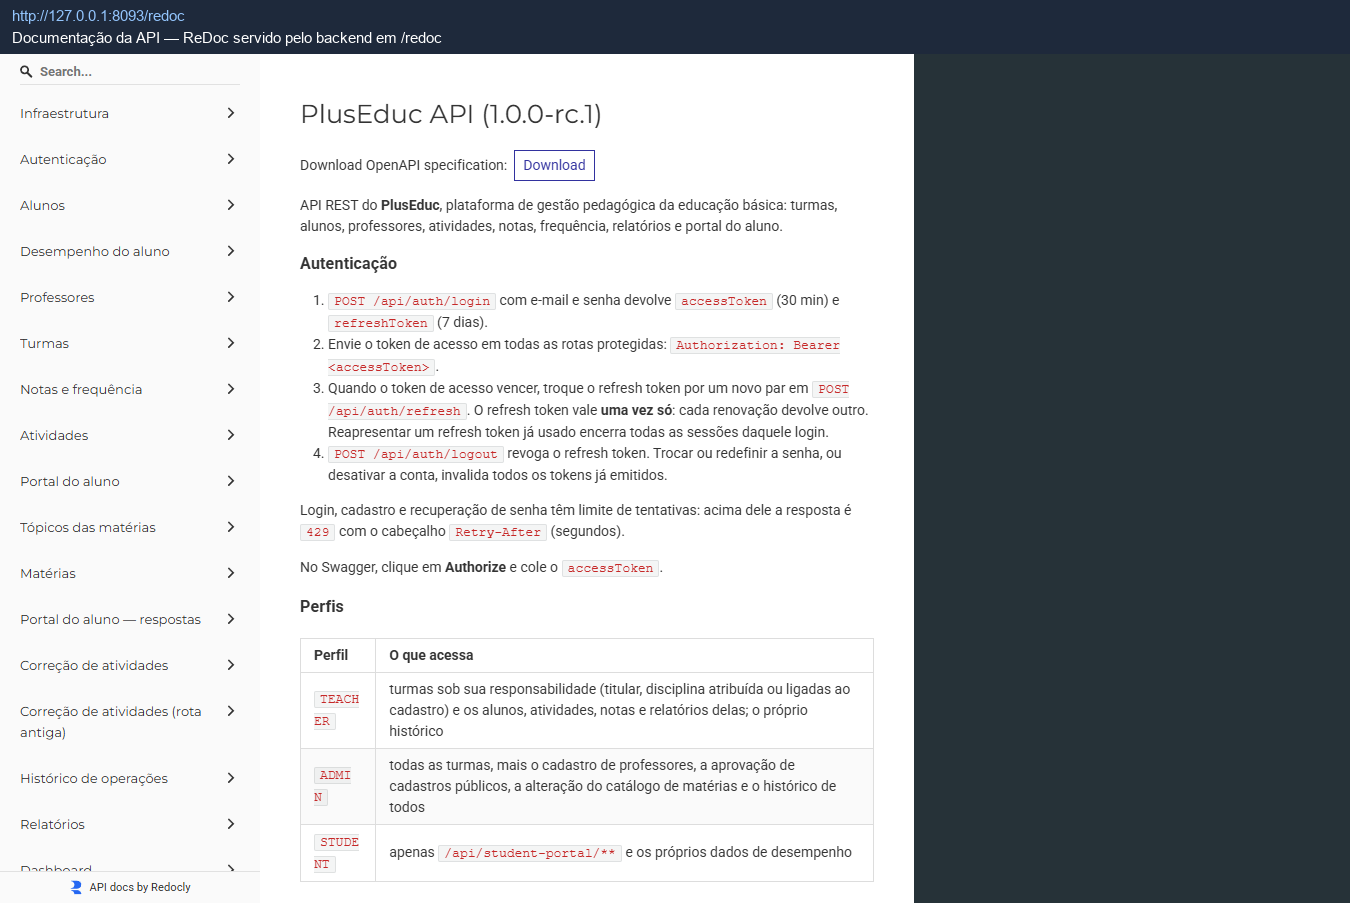 http://127.0.0.1:8093/redoc
Documentação da API — ReDoc servido pelo backend em /redoc
Search...
Infraestrutura
Autenticação
Alunos
Desempenho do aluno
Professores
Turmas
Notas e frequência
Atividades
Portal do aluno
Tópicos das matérias
Matérias
Portal do aluno — respostas
Correção de atividades
Correção de atividades (rota
antiga)
Histórico de operações
Relatórios
Dashboard
API docs by Redocly
PlusEduc API (1.0.0-rc.1)
Download OpenAPI specification: Download
API REST do PlusEduc, plataforma de gestão pedagógica da educação básica: turmas,
alunos, professores, atividades, notas, frequência, relatórios e portal do aluno.
Autenticação
1. POST /api/auth/login com e-mail e senha devolve accessToken (30 min) e
refreshToken (7 dias).
2. Envie o token de acesso em todas as rotas protegidas: Authorization: Bearer
<accessToken>.
3. Quando o token de acesso vencer, troque o refresh token por um novo par em POST
/api/auth/refresh. O refresh token vale uma vez só: cada renovação devolve outro.
Reapresentar um refresh token já usado encerra todas as sessões daquele login.
4. POST /api/auth/logout revoga o refresh token. Trocar ou redefinir a senha, ou
desativar a conta, invalida todos os tokens já emitidos.
Login, cadastro e recuperação de senha têm limite de tentativas: acima dele a resposta é
429 com o cabeçalho Retry-After (segundos).
No Swagger, clique em Authorize e cole o accessToken.
Perfis
Perfil O que acessa
TEACH
ER
turmas sob sua responsabilidade (titular, disciplina atribuída ou ligadas ao
cadastro) e os alunos, atividades, notas e relatórios delas; o próprio
histórico
ADMI
N
todas as turmas, mais o cadastro de professores, a aprovação de
cadastros públicos, a alteração do catálogo de matérias e o histórico de
todos
STUDE
NT
apenas /api/student-portal/** e os próprios dados de desempenho